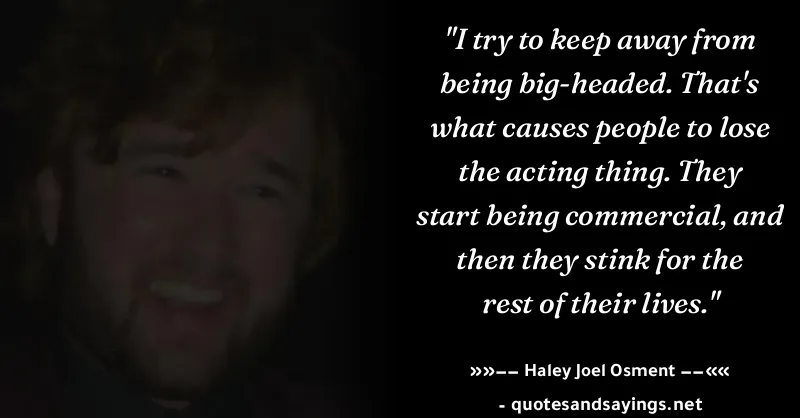 "I try to keep away from
being big-headed. That's
what causes people to lose
the acting thing. They
start being commercial, and
then they stink for the
rest of their lives."
»»−− Haley Joel Osment −−««
- quotesandsayings.net